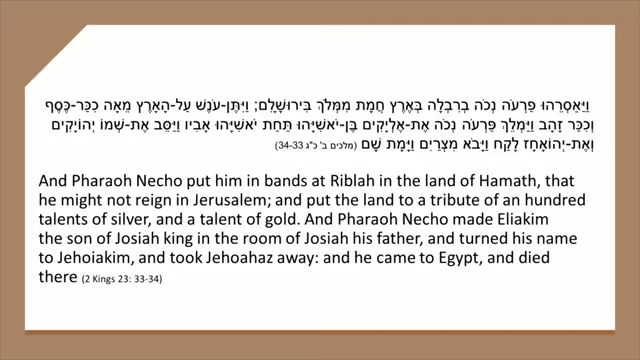 וַיַּאַסְרֵהוּ פַרְעֹה נְכֹה בְרִבְלָה בְּאֶרֶץ חֲמָת מִמְּלֹךְ בִּירוּשָׁלִָם; וַיִּתֶּן-עֹנֶשׁ עַל-הָאָרֶץ מֵאָה כִכַּר-כֶּסֶף
וְכִכַּר זָהָב וַיַּמְלֵךְ פַּרְעֹה נְכֹה אֶת-אֶלְיָקִים בֶּן-יֹאשִׁיָּהוּ תַּחַת יֹאשִׁיָּהוּ אָבִיו וַיַּסֵּב אֶת-שְׁמוֹ יְהוֹיָקִים
וְאֶת-יְהוֹאָחָז לָקָח וַיָּבֹא מִצְרַיִם וַיָּמָת שָׁם (מלכים ב' כ"ג 34-33)
And Pharaoh Necho put him in bands at Riblah in the land of Hamath, that
he might not reign in Jerusalem; and put the land to a tribute of an hundred
talents of silver, and a talent of gold. And Pharaoh Necho made Eliakim
the son of Josiah king in the room of Josiah his father, and turned his name
to Jehoiakim, and took Jehoahaz away: and he came to Egypt, and died
there (2 Kings 23: 33-34)